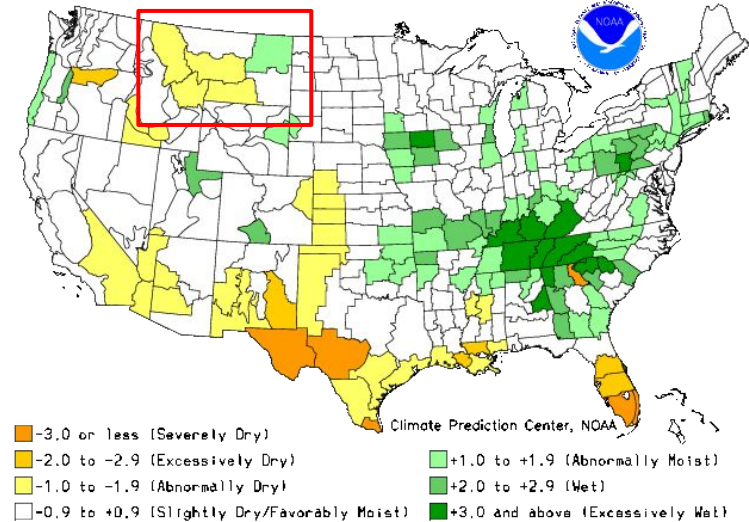 NOAA
Climate Prediction Center, NOAA
-3.0 or less (Severely Dry)
-2.0 to -2.9 (Excessively Dry)
-1.0 to -1.9 (Abnormally Dry)
-0.9 to +0.9 (Slightly Dry/Favorably Moist)
+1.0 to +1.9 (Abnormally Moist)
+2.0 to +2.9 (Wet)
+3.0 and above (Excessively Wet)